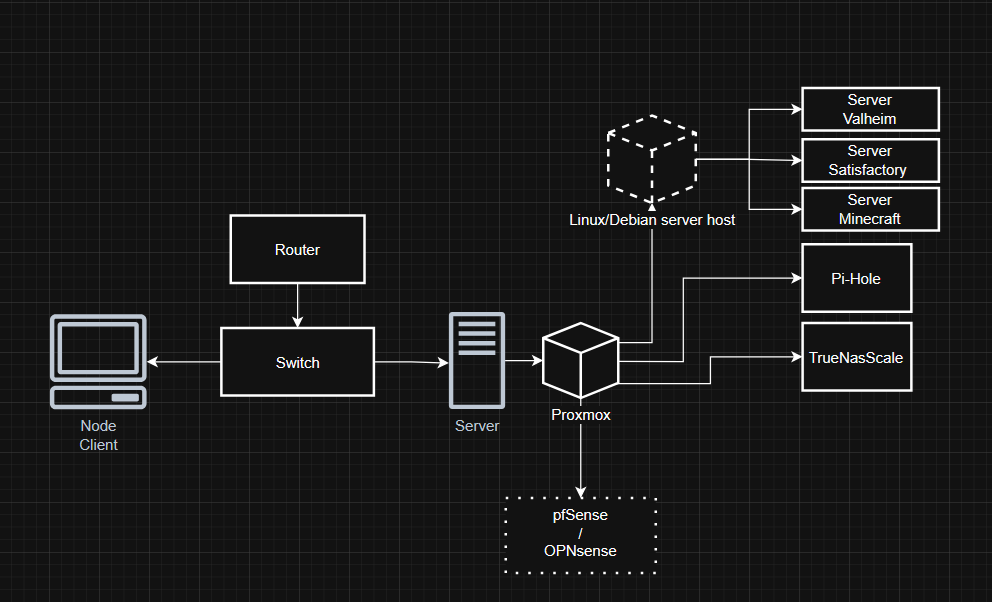 Server
Valheim
Server
Satisfactory
Server
Minecraft
Linux/Debian server host
Router
Pi-Hole
Switch
TrueNasScale
Proxmox
Node
Client
Server
pfSense
/
OPNsense